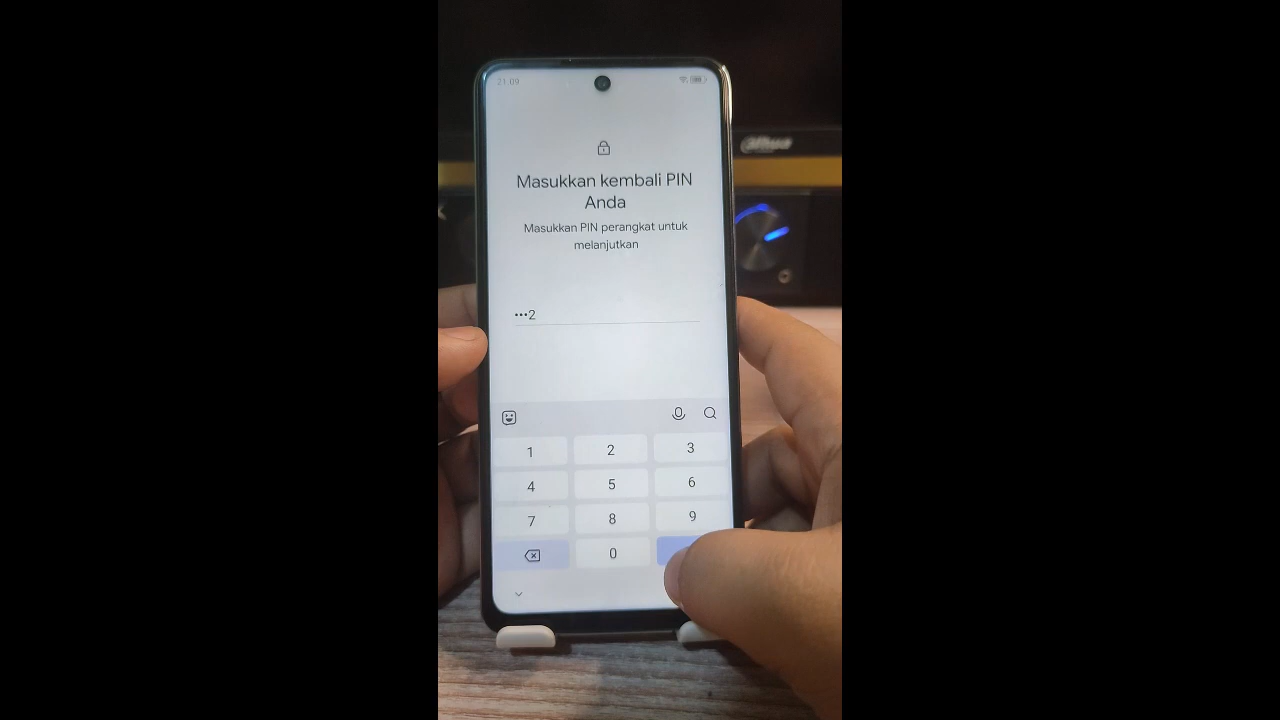 21:09
Masukkan kembali PIN
Anda
Masukkan PIN perangkat untuk
melanjutkan
•••2
1 2 3
4 5 6
7 8 9
0